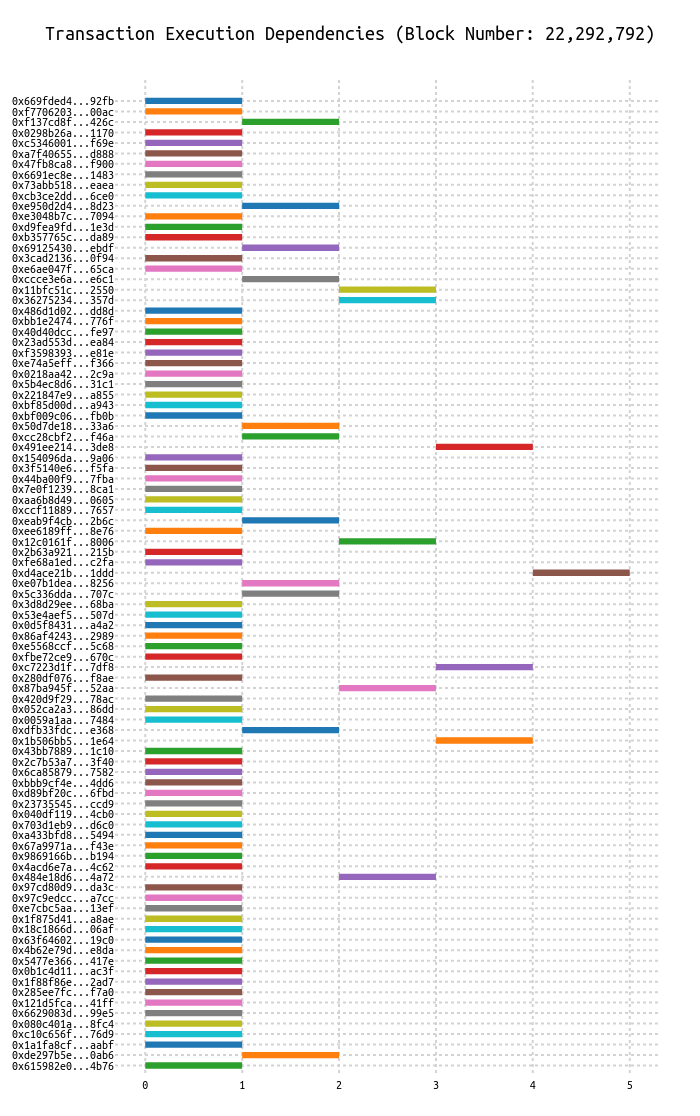 Transaction Execution Dependencies (Block Number: 22,292,792)
0x669fded4...92fb
0xf7706203...00ac
0xf137cd8f...426c
0x0298b26a...1170
0xc5346001...f69e
0xa7f40655...d888
0x47fb8ca8...f900
0x6691ec8e...1483
0x73abb518...eaea
0xcb3ce2dd...6ce0
0xe950d2d4...8d23
0xe3048b7c...7094
0xd9fea9fd...1e3d
0xb357765c...da89
0x69125430...ebdf
0x3cad2136...0f94
0xe6ae047f...65ca
0xccce3e6a...e6c1
0x11bfc51c...2550
0x36275234...357d
0x486d1d02...dd8d
0xbb1e2474...776f
0x40d40dcc...fe97
0x23ad553d...ea84
0xf3598393...e81e
0xe74a5eff...f366
0x0218aa42...2c9a
0x5b4ec8d6...31c1
0x221847e9...a855
0xbf85d00d...a943
0xbf009c06...fb0b
0x50d7de18...33a6
0xcc28cbf2...f46a
0x491ee214...3de8
0x154096da...9a06
0x3f5140e6...f5fa
0x44ba00f9...7fba
0x7e0f1239...8ca1
0xaa6b8d49...0605
0xccf11889...7657
0xeab9f4cb...2b6c
0xee6189ff...8e76
0x12c0161f...8006
0x2b63a921...215b
0xfe68a1ed...c2fa
0xd4ace21b...1ddd
0xe07b1dea...8256
0x5c336dda...707c
0x3d8d29ee...68ba
0x53e4aef5...507d
0x0d5f8431...a4a2
0x86af4243...2989
0xe5568ccf...5c68
0xfbe72ce9...670c
0xc7223d1f...7df8
0x280df076...f8ae
0x87ba945f...52aa
0x420d9f29...78ac
0x052ca2a3...86dd
0x0059a1aa...7484
0xdfb33fdc...e368
0x1b506bb5...1e64
0x43bb7889...1c10
0x2c7b53a7...3f40
0x6ca85879...7582
0xbbb9cf4e...4dd6
0xd89bf20c...6fbd
0x23735545...ccd9
0x040df119...4cb0
0x703d1eb9...d6c0
0xa433bfd8...5494
0x67a9971a...f43e
0x9869166b...b194
0x4acd6e7a...4c62
0x484e18d6...4a72
0x97cd80d9...da3c
0x97c9edcc...a7cc
0xe7cbc5aa...13ef
0x1f875d41...a8ae
0x18c1866d...06af
0x63f64602...19c0
0x4b62e79d...e8da
0x5477e366...417e
0x0b1c4d11...ac3f
0x1f88f86e...2ad7
0x285ee7fc...f7a0
0x121d5fca...41ff
0x6629083d...99e5
0x080c401a...8fc4
0xc10c656f...76d9
0x1a1fa8cf...aabf
0xde297b5e...0ab6
0x615982e0...4b76
0 1 2 3 4 5